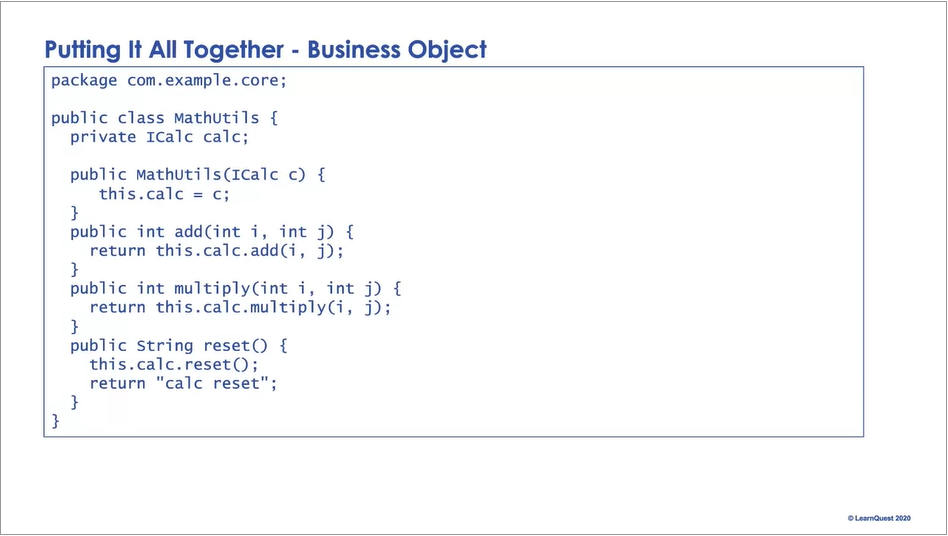 Putting It All Together - Business Object
package com.example.core;
public class MathUtils {
private ICalc calc;
public MathUtils(ICalc c) {
this.calc = c;
}
public int add(int i, int j) {
return this.calc.add(i, j);
}
public int multiply(int i, int j) {
return this.calc.multiply(i, j);
}
public String reset() {
this.calc.reset();
return "calc reset";
}
}
© LearnQuest 2020